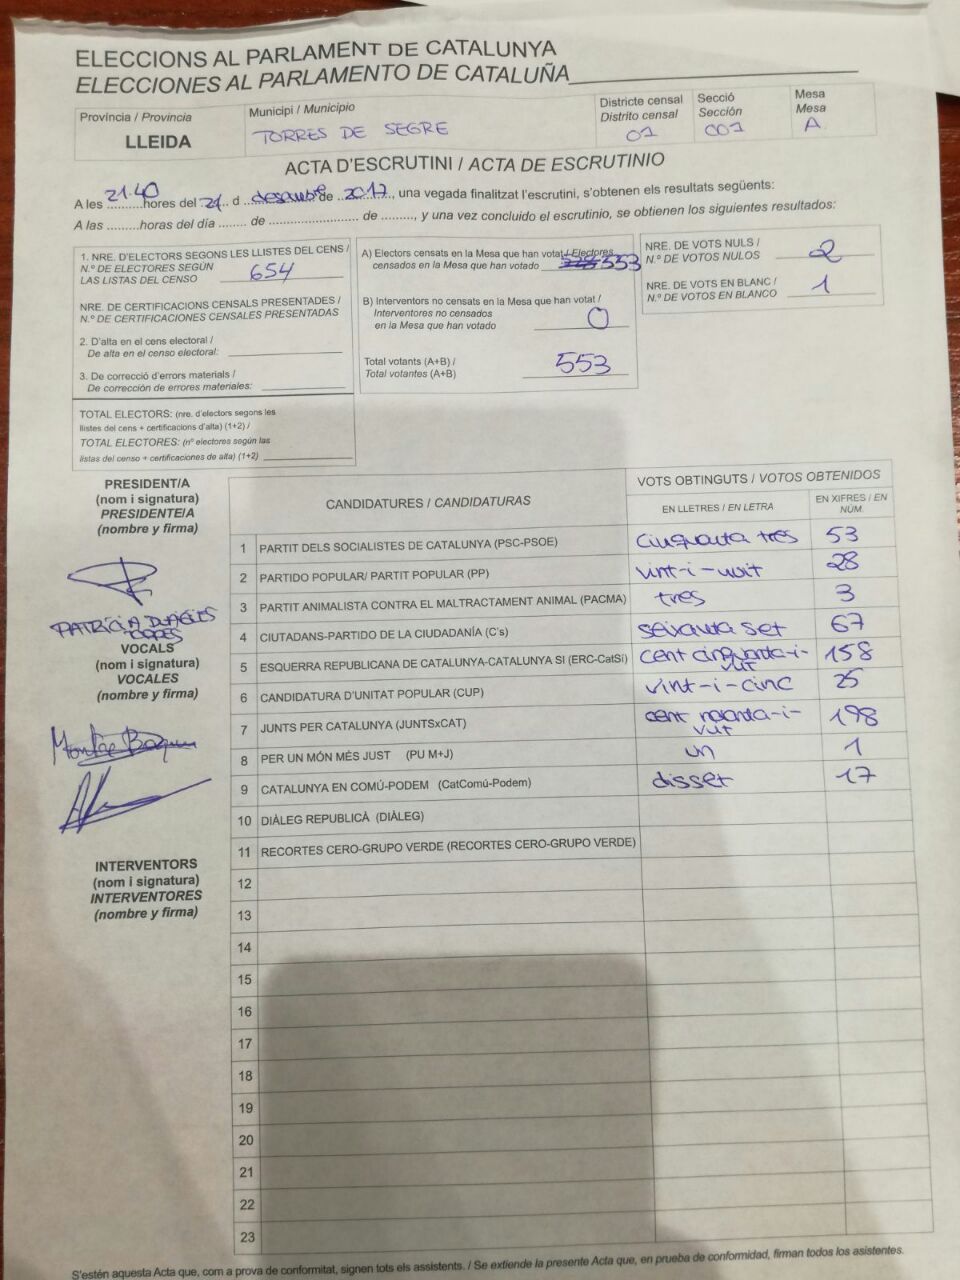 ELECCIONS AL PARLAMENT DE CATALUNYA
ELECCIONES AL PARLAMENTO DE CATALUÑA
Província / Provincia
LLEIDA
Municipi / Municipio
TORRES DE SEGRE
Districte censal
Distrito censal
01
Secció
Sección
001
Mesa
Mesa
A
ACTA D'ESCRUTINI / ACTA DE ESCRUTINIO
A les 21.40 hores del 21 d desembre de 2017, una vegada finalitzat l'escrutini, s'obtenen els resultats següents:
A las .........horas del día ........ de ......................... de ........., y una vez concluido el escrutinio, se obtienen los siguientes resultados:
1. NRE. D'ELECTORS SEGONS LES LLISTES DEL CENS /
N.º DE ELECTORES SEGÚN
LAS LISTAS DEL CENSO 654
NRE. DE CERTIFICACIONS CENSALS PRESENTADES /
N.º DE CERTIFICACIONES CENSALES PRESENTADAS
2. D'alta en el cens electoral /
De alta en el censo electoral:
3. De correcció d'errors materials /
De corrección de errores materiales:
TOTAL ELECTORS: (nre. d'electors segons les
llistes del cens + certificacions d'alta) (1+2) /
TOTAL ELECTORES: (nº electores según las
listas del censo + certificaciones de alta) (1+2)
A) Electors censats en la Mesa que han votat / Electores
censados en la Mesa que han votado 553
B) Interventors no censats en la Mesa que han votat /
Interventores no censados
en la Mesa que han votado 0
Total votants (A+B) /
Total votantes (A+B) 553
NRE. DE VOTS NULS /
N.º DE VOTOS NULOS 2
NRE. DE VOTS EN BLANC /
N.º DE VOTOS EN BLANCO 1
PRESIDENT/A
(nom i signatura)
PRESIDENTE/A
(nombre y firma)
PATRICIA
TORRES
VOCALS
(nom i signatura)
VOCALES
(nombre y firma)
Montse
INTERVENTORS
(nom i signatura)
INTERVENTORES
(nombre y firma)
CANDIDATURES / CANDIDATURAS
VOTS OBTINGUTS / VOTOS OBTENIDOS
EN LLETRES / EN LETRA
EN XIFRES / EN NÚM.
1 PARTIT DELS SOCIALISTES DE CATALUNYA (PSC-PSOE) cinquanta tres 53
2 PARTIDO POPULAR/ PARTIT POPULAR (PP) vint-i-vuit 28
3 PARTIT ANIMALISTA CONTRA EL MALTRACTAMENT ANIMAL (PACMA) tres 3
4 CIUTADANS-PARTIDO DE LA CIUDADANÍA (C's) seixanta set 67
5 ESQUERRA REPUBLICANA DE CATALUNYA-CATALUNYA SÍ (ERC-CatSí) cent cinquanta-i-vuit 158
6 CANDIDATURA D'UNITAT POPULAR (CUP) vint-i-cinc 25
7 JUNTS PER CATALUNYA (JUNTSxCAT) cent noanta-i-vuit 198
8 PER UN MÓN MÉS JUST (PU M+J) un 1
9 CATALUNYA EN COMÚ-PODEM (CatComú-Podem) disset 17
10 DIÀLEG REPUBLICÀ (DIÀLEG)
11 RECORTES CERO-GRUPO VERDE (RECORTES CERO-GRUPO VERDE)
12
13
14
15
16
17
18
19
20
21
22
23
S'estén aquesta Acta que, com a prova de conformitat, signen tots els assistents. / Se extiende la presente Acta que, en prueba de conformidad, firman todos los asistentes.